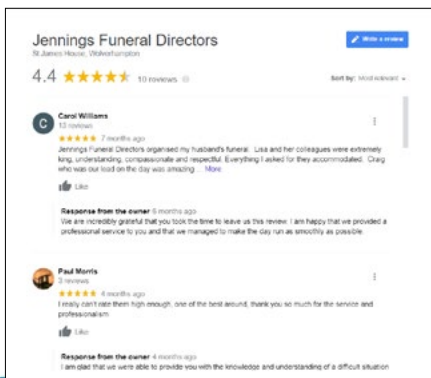 Jennings Funeral Directors
Write a review
St James House, Wolverhampton
4.4 10 reviews
Sort by: Most relevant
C
Carol Williams
13 reviews
7 months ago
Jennings Funeral Directors organised my husband's funeral. Lisa and her colleagues were extremely
king, understanding, compassionate and respectful. Everything I asked for they accommodated. Craig
who was our lead on the day was amazing ... More
Like
Response from the owner 6 months ago
We are incredibly grateful that you took the time to leave us this review. I am happy that we provided a
professional service to you and that we managed to make the day run as smoothly as possible.
Paul Morris
3 reviews
4 months ago
I really can't rate them high enough, one of the best around, thank you so much for the service and
professionalism
Like
Response from the owner 4 months ago
I am glad that we were able to provide you with the knowledge and understanding of a difficult situation